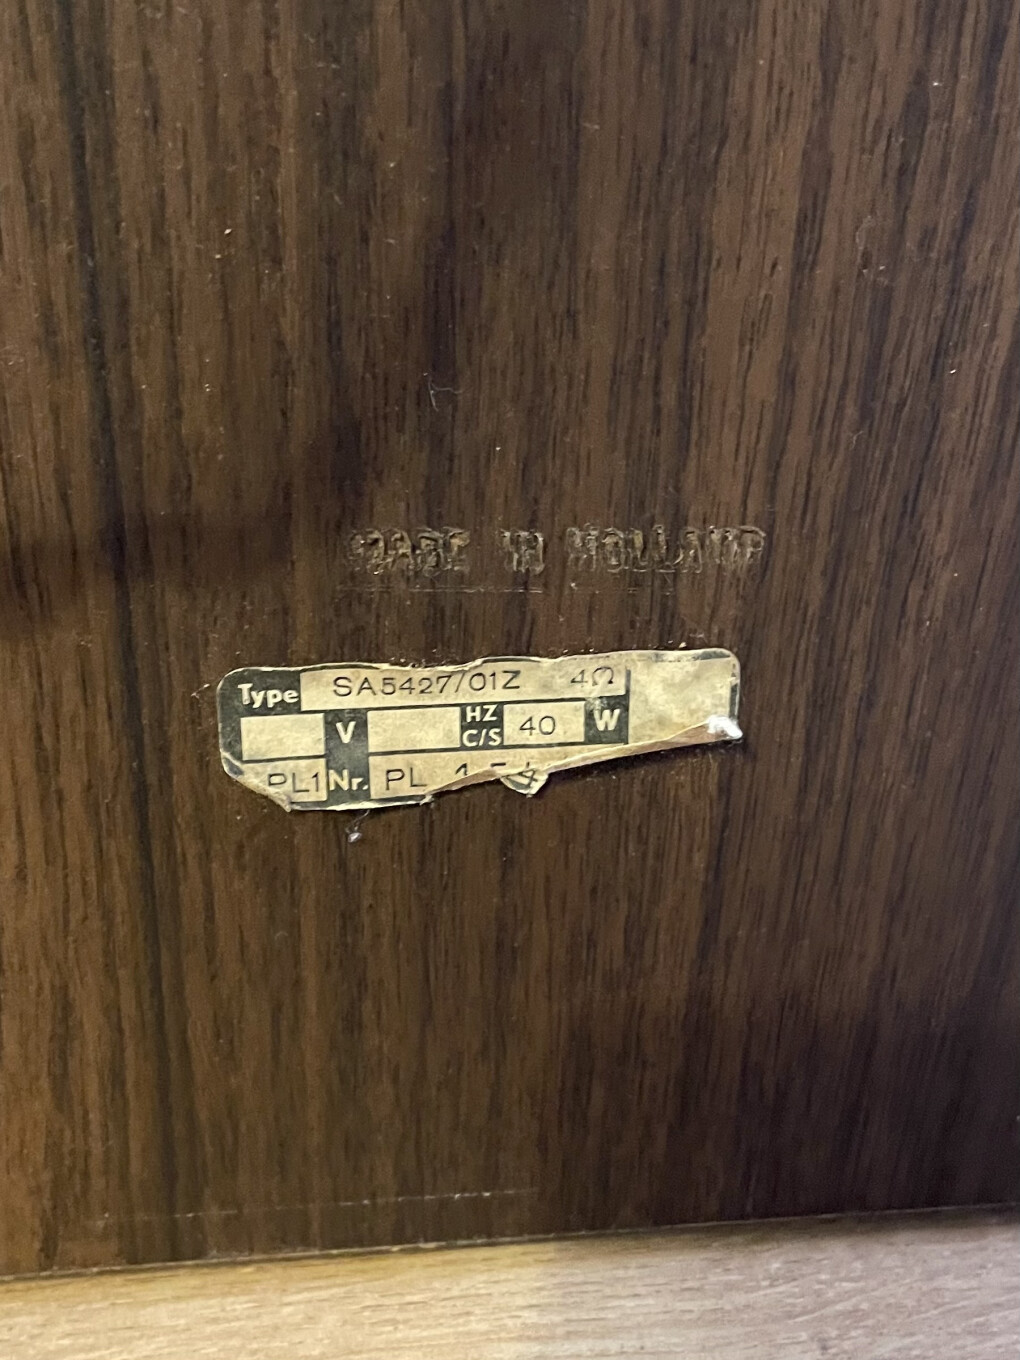 MADE IN HOLLAND
Type SA5427/01Z 4Ω
V HZ C/S 40 W
PL1 Nr. PL